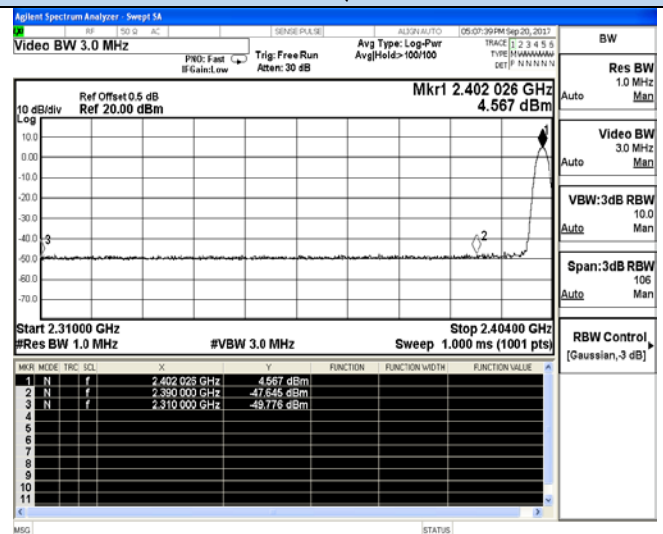 Agilent Spectrum Analyzer - Swept SA
RF 50 Ω AC SENSE:PULSE ALIGN AUTO 05:07:39 PM Sep 20, 2017
Video BW 3.0 MHz
PNO: Fast
IFGain:Low
Trig: Free Run
Atten: 30 dB
Avg Type: Log-Pwr
Avg|Hold:>100/100
TRACE 1 2 3 4 5 6
TYPE MWWWWW
DET P N N N N N
Ref Offset 0.5 dB
10 dB/div Ref 20.00 dBm
Log
Mkr1 2.402 026 GHz
4.567 dBm
10.0
0.00
-10.0
-20.0
-30.0
-40.0
-50.0
-60.0
-70.0
1
2
3
Start 2.31000 GHz Stop 2.40400 GHz
#Res BW 1.0 MHz #VBW 3.0 MHz Sweep 1.000 ms (1001 pts)
MKR MODE TRC SCL X Y FUNCTION FUNCTION WIDTH FUNCTION VALUE
1 N f 2.402 026 GHz 4.567 dBm
2 N f 2.390 000 GHz -47.645 dBm
3 N f 2.310 000 GHz -49.776 dBm
4
5
6
7
8
9
10
11
MSG STATUS
BW
Res BW
1.0 MHz
Auto Man
Video BW
3.0 MHz
Auto Man
VBW:3dB RBW
10.0
Auto Man
Span:3dB RBW
106
Auto Man
RBW Control
[Gaussian,-3 dB]